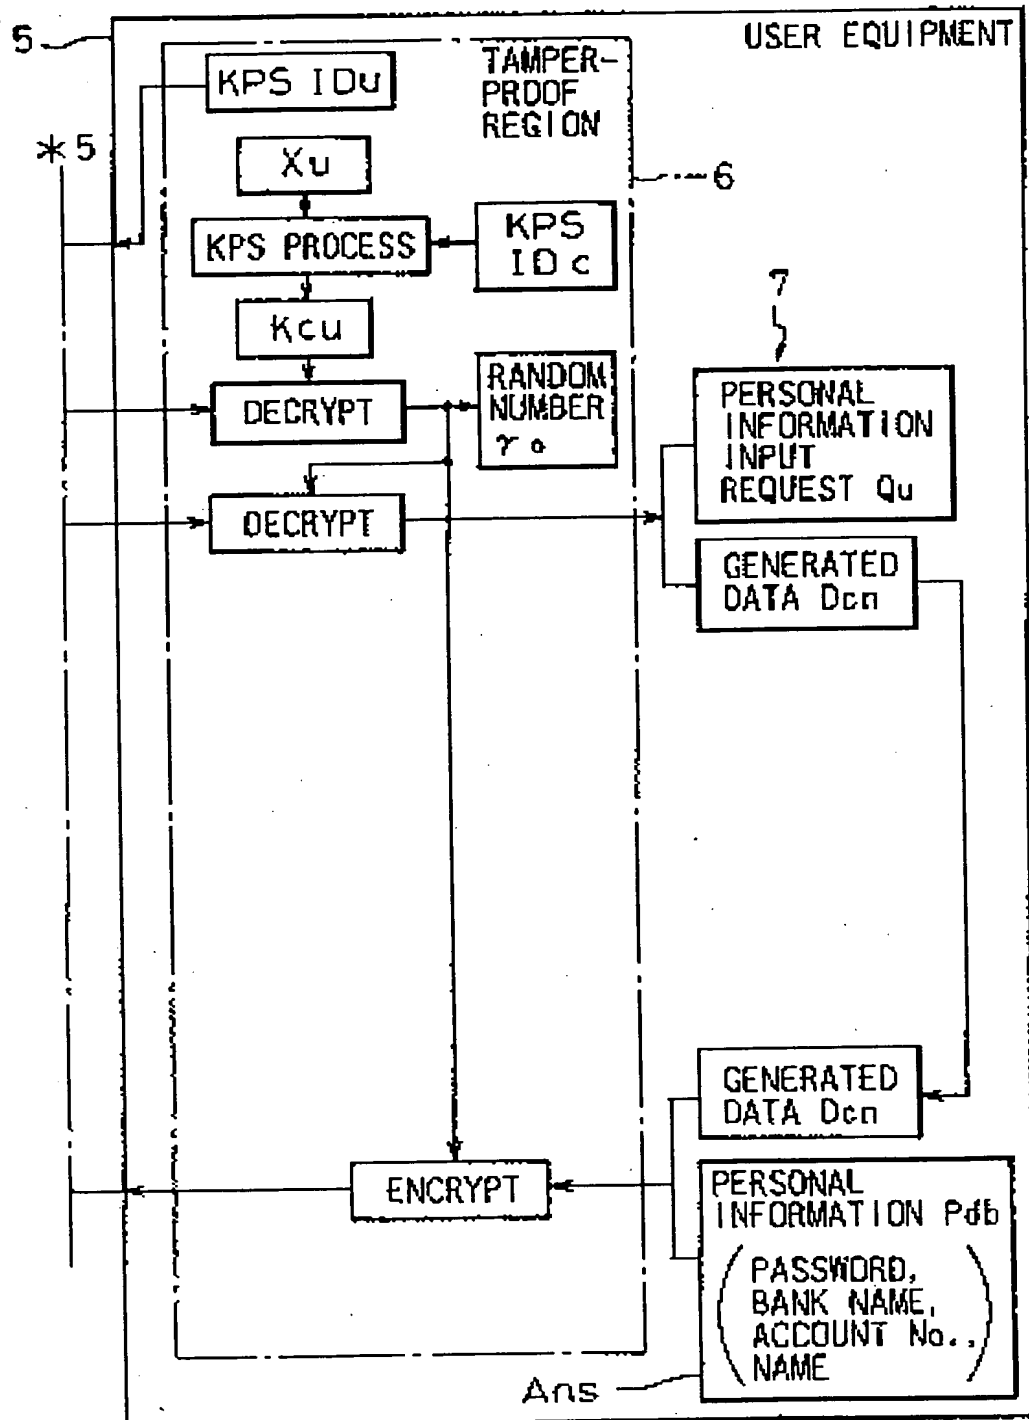 5
USER EQUIPMENT
KPS IDu
TAMPER-
PROOF
REGION
*5
Xu
6
KPS PROCESS
KPS
IDc
Kcu
7
DECRYPT
RANDOM
NUMBER
PERSONAL
INFORMATION
INPUT
REQUEST Qu
DECRYPT
GENERATED
DATA Dcn
GENERATED
DATA Dcn
ENCRYPT
PERSONAL
INFORMATION Pdb
(PASSWORD,
BANK NAME,
ACCOUNT No.,
NAME)
Ans